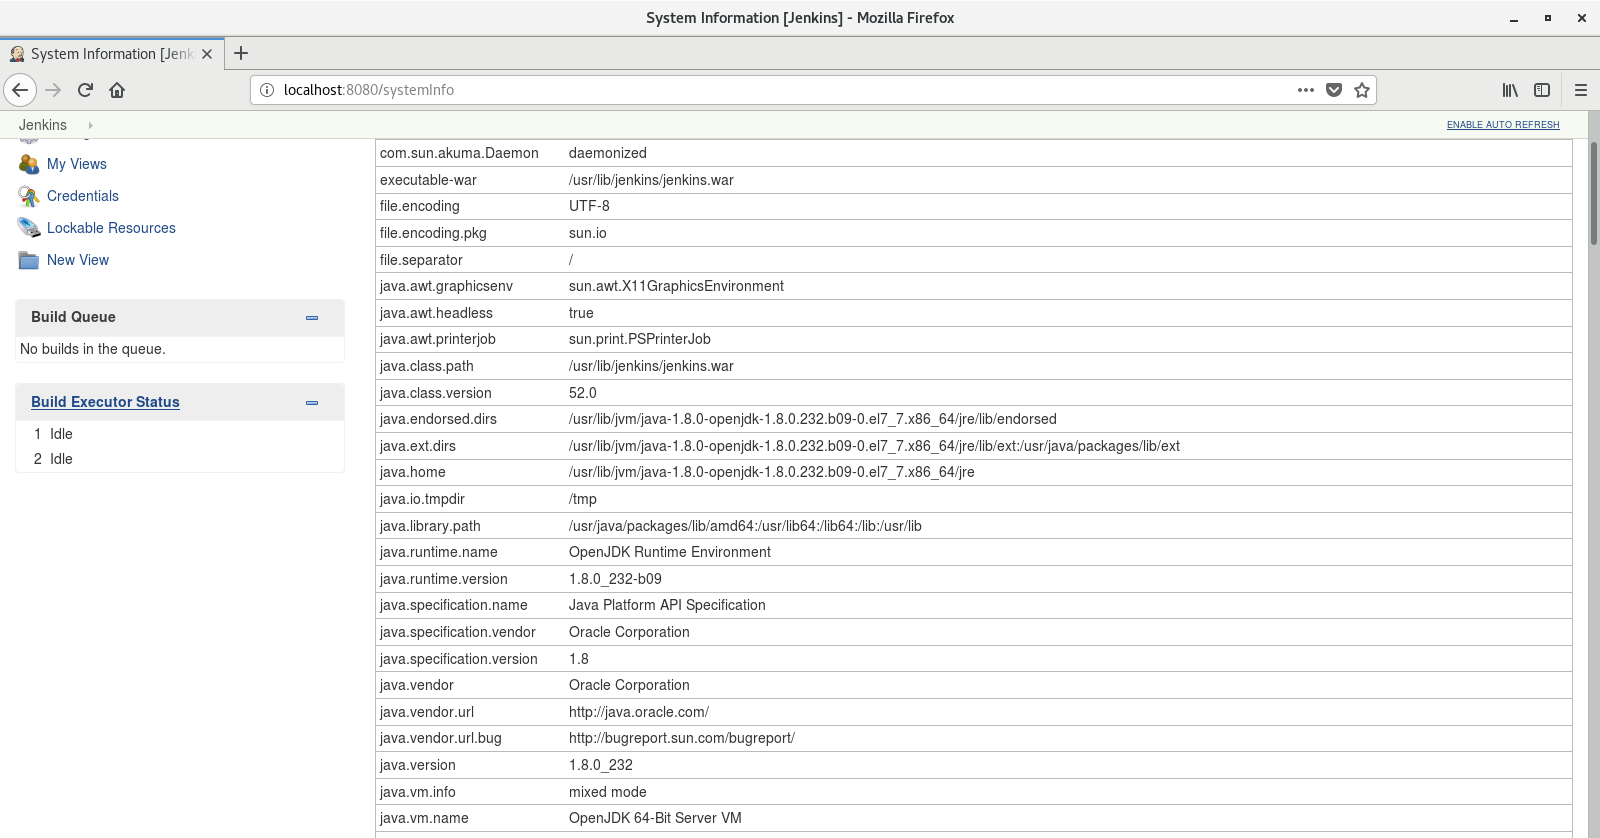 System Information [Jenkins] - Mozilla Firefox
System Information [Jenk
localhost:8080/systemInfo
Jenkins
ENABLE AUTO REFRESH
My Views
Credentials
Lockable Resources
New View
Build Queue
No builds in the queue.
Build Executor Status
1 Idle
2 Idle
com.sun.akuma.Daemon daemonized
executable-war /usr/lib/jenkins/jenkins.war
file.encoding UTF-8
file.encoding.pkg sun.io
file.separator /
java.awt.graphicsenv sun.awt.X11GraphicsEnvironment
java.awt.headless true
java.awt.printerjob sun.print.PSPrinterJob
java.class.path /usr/lib/jenkins/jenkins.war
java.class.version 52.0
java.endorsed.dirs /usr/lib/jvm/java-1.8.0-openjdk-1.8.0.232.b09-0.el7_7.x86_64/jre/lib/endorsed
java.ext.dirs /usr/lib/jvm/java-1.8.0-openjdk-1.8.0.232.b09-0.el7_7.x86_64/jre/lib/ext:/usr/java/packages/lib/ext
java.home /usr/lib/jvm/java-1.8.0-openjdk-1.8.0.232.b09-0.el7_7.x86_64/jre
java.io.tmpdir /tmp
java.library.path /usr/java/packages/lib/amd64:/usr/lib64:/lib64:/lib:/usr/lib
java.runtime.name OpenJDK Runtime Environment
java.runtime.version 1.8.0_232-b09
java.specification.name Java Platform API Specification
java.specification.vendor Oracle Corporation
java.specification.version 1.8
java.vendor Oracle Corporation
java.vendor.url http://java.oracle.com/
java.vendor.url.bug http://bugreport.sun.com/bugreport/
java.version 1.8.0_232
java.vm.info mixed mode
java.vm.name OpenJDK 64-Bit Server VM